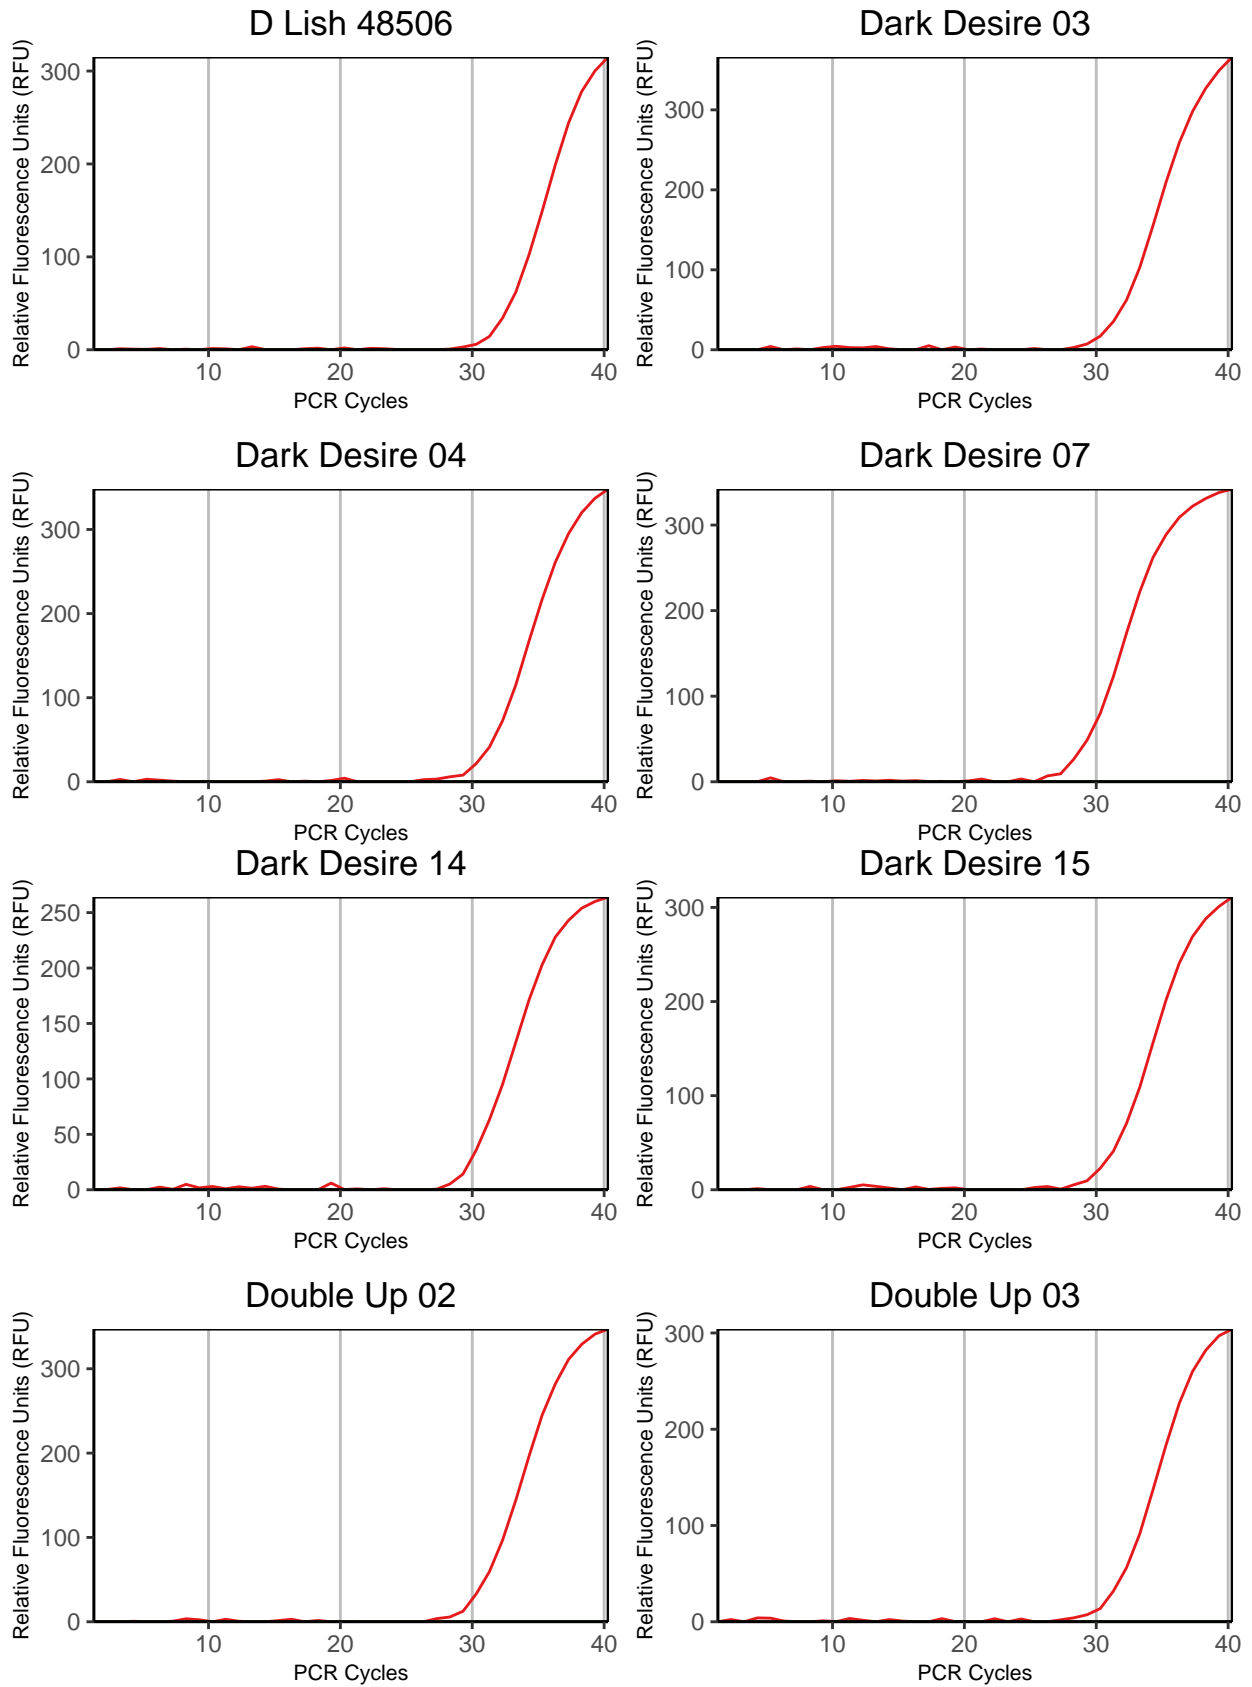 D Lish 48506
Relative Fluorescence Units (RFU)
300
200
100
0
10 20 30 40
PCR Cycles
Dark Desire 03
Relative Fluorescence Units (RFU)
300
200
100
0
10 20 30 40
PCR Cycles
Dark Desire 04
Relative Fluorescence Units (RFU)
300
200
100
0
10 20 30 40
PCR Cycles
Dark Desire 07
Relative Fluorescence Units (RFU)
300
200
100
0
10 20 30 40
PCR Cycles
Dark Desire 14
Relative Fluorescence Units (RFU)
250
200
150
100
50
0
10 20 30 40
PCR Cycles
Dark Desire 15
Relative Fluorescence Units (RFU)
300
200
100
0
10 20 30 40
PCR Cycles
Double Up 02
Relative Fluorescence Units (RFU)
300
200
100
0
10 20 30 40
PCR Cycles
Double Up 03
Relative Fluorescence Units (RFU)
300
200
100
0
10 20 30 40
PCR Cycles